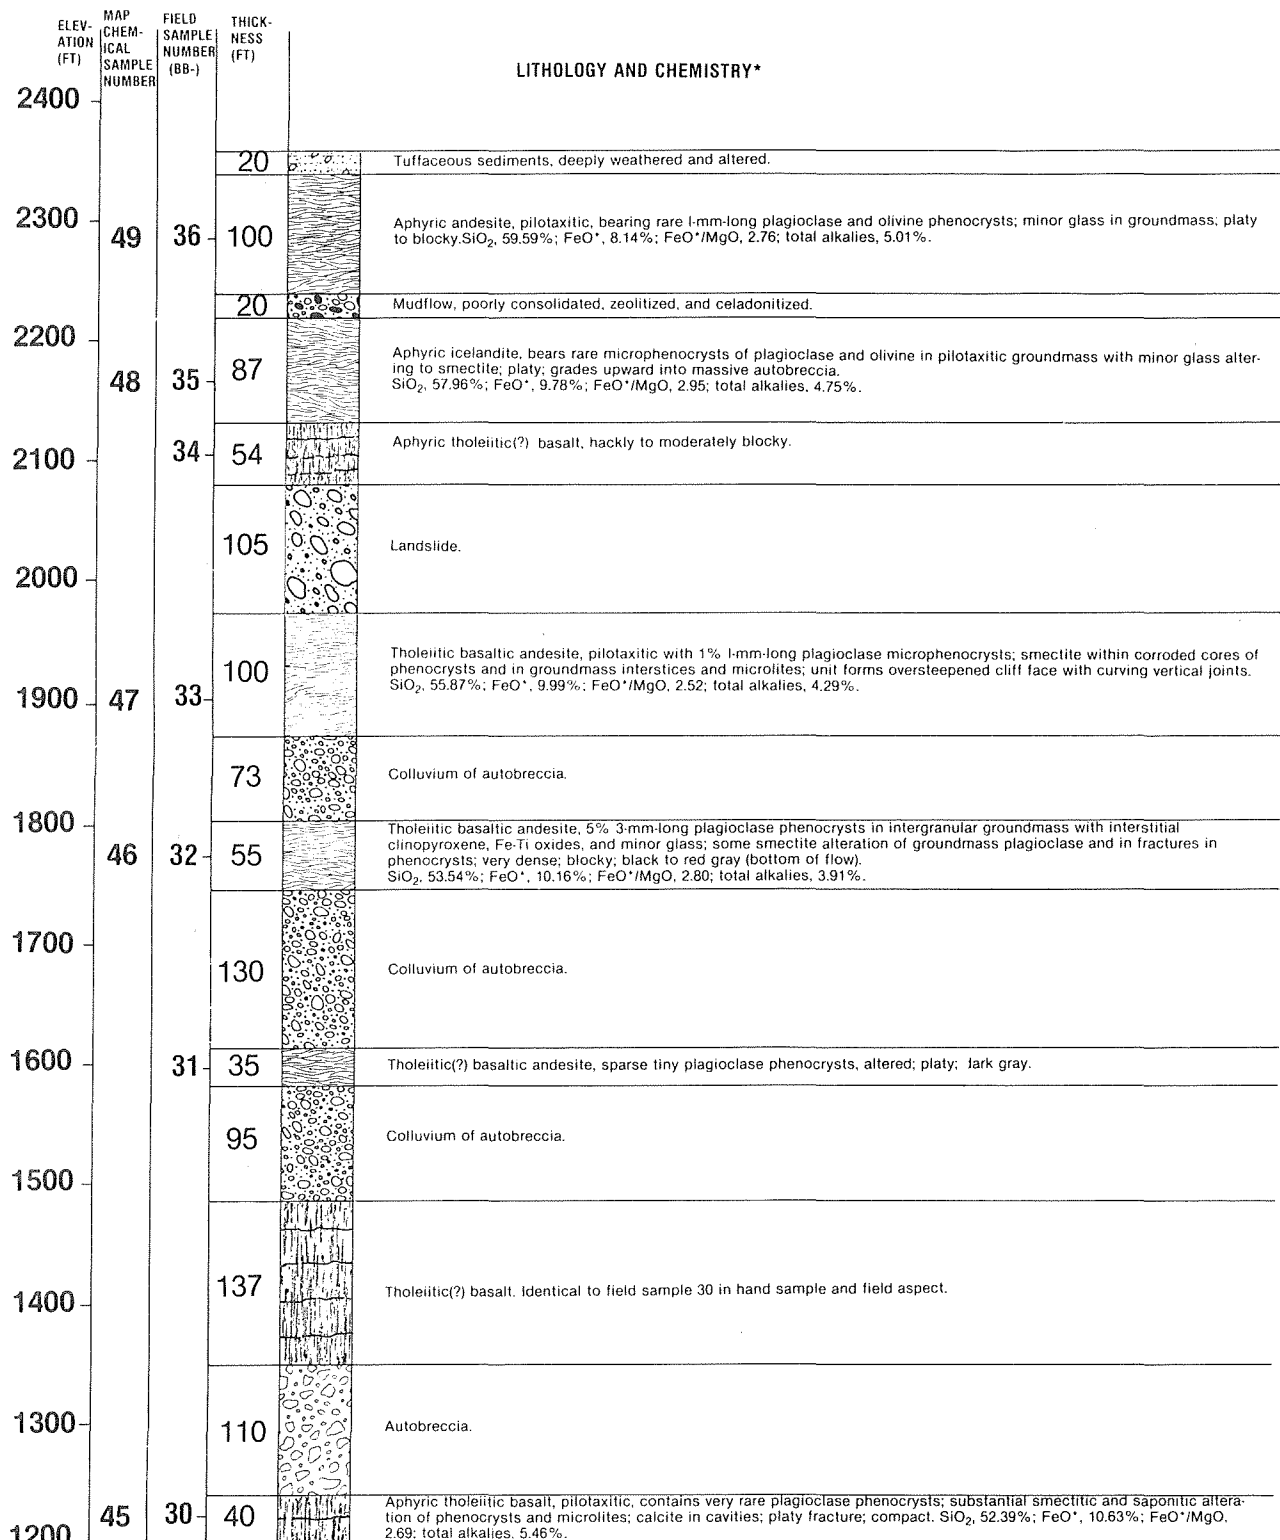 ELEV-
ATION
(FT)
MAP
CHEM-
ICAL
SAMPLE
NUMBER
FIELD
SAMPLE
NUMBER
(BB-)
THICK-
NESS
(FT)
LITHOLOGY AND CHEMISTRY*
2400
20 Tuffaceous sediments, deeply weathered and altered.
2300
49 36 100
Aphyric andesite, pilotaxitic, bearing rare l-mm-long plagioclase and olivine phenocrysts; minor glass in groundmass; platy
to blocky.SiO₂, 59.59%; FeO*, 8.14%; FeO*/MgO, 2.76; total alkalies, 5.01%.
20 Mudflow, poorly consolidated, zeolitized, and celadonitized.
2200
48 35 87
Aphyric icelandite, bears rare microphenocrysts of plagioclase and olivine in pilotaxitic groundmass with minor glass alter-
ing to smectite; platy; grades upward into massive autobreccia.
SiO₂, 57.96%; FeO*, 9.78%; FeO*/MgO, 2.95; total alkalies, 4.75%.
34 54 Aphyric tholeiitic(?) basalt, hackly to moderately blocky.
2100
105 Landslide.
2000
100
Tholeiitic basaltic andesite, pilotaxitic with 1% l-mm-long plagioclase microphenocrysts; smectite within corroded cores of
phenocrysts and in groundmass interstices and microlites; unit forms oversteepened cliff face with curving vertical joints.
SiO₂, 55.87%; FeO*, 9.99%; FeO*/MgO, 2.52; total alkalies, 4.29%.
1900 47 33
73 Colluvium of autobreccia.
1800
46 32 55
Tholeiitic basaltic andesite, 5% 3-mm-long plagioclase phenocrysts in intergranular groundmass with interstitial
clinopyroxene, Fe-Ti oxides, and minor glass; some smectite alteration of groundmass plagioclase and in fractures in
phenocrysts; very dense; blocky; black to red gray (bottom of flow).
SiO₂, 53.54%; FeO*, 10.16%; FeO*/MgO, 2.80; total alkalies, 3.91%.
1700
130 Colluvium of autobreccia.
1600
31 35 Tholeiitic(?) basaltic andesite, sparse tiny plagioclase phenocrysts, altered; platy; dark gray.
95 Colluvium of autobreccia.
1500
137 Tholeiitic(?) basalt. Identical to field sample 30 in hand sample and field aspect.
1400
1300
110 Autobreccia.
45 30 40
Aphyric tholeiitic basalt, pilotaxitic, contains very rare plagioclase phenocrysts; substantial smectitic and saponitic altera-
tion of phenocrysts and microlites; calcite in cavities; platy fracture; compact. SiO₂, 52.39%; FeO*, 10.63%; FeO*/MgO,
2.69; total alkalies, 5.46%.
1200